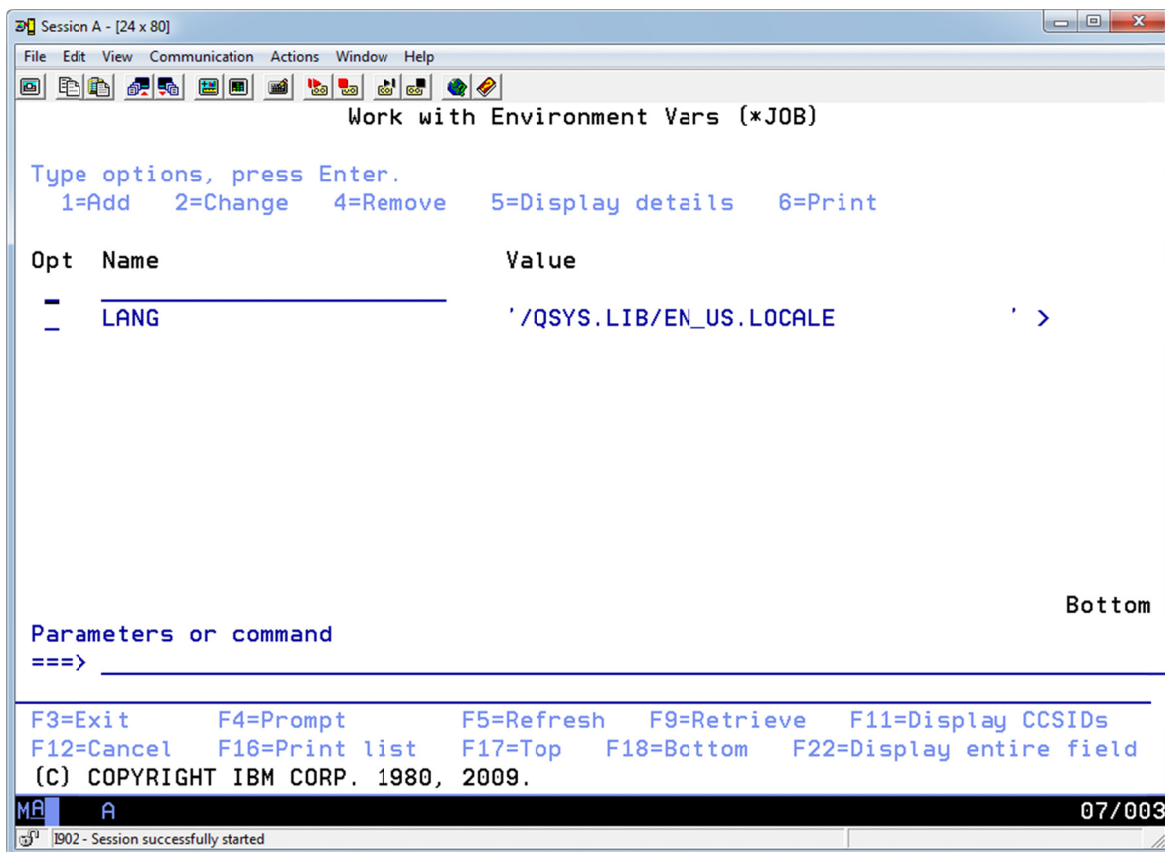 Session A - [24 x 80]
File Edit View Communication Actions Window Help
Work with Environment Vars (*JOB)
Type options, press Enter.
1=Add 2=Change 4=Remove 5=Display details 6=Print
Opt Name Value
_ ____________________
_ LANG '/QSYS.LIB/EN_US.LOCALE ' >
Bottom
Parameters or command
===>
F3=Exit F4=Prompt F5=Refresh F9=Retrieve F11=Display CCSIDs
F12=Cancel F16=Print list F17=Top F18=Bottom F22=Display entire field
(C) COPYRIGHT IBM CORP. 1980, 2009.
MA A 07/003
I902 - Session successfully started